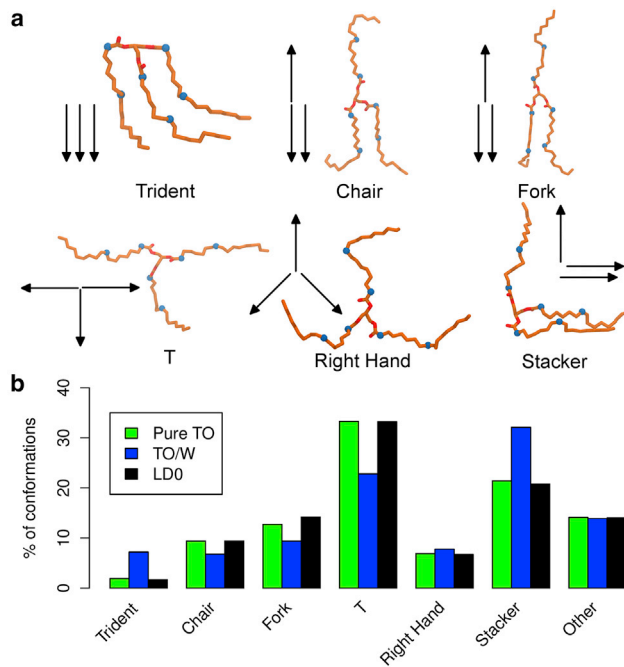 a
Trident
Chair
Fork
T
Right Hand
Stacker
b
% of conformations
40
30
20
10
0
Pure TO
TO/W
LD0
Trident
Chair
Fork
T
Right Hand
Stacker
Other